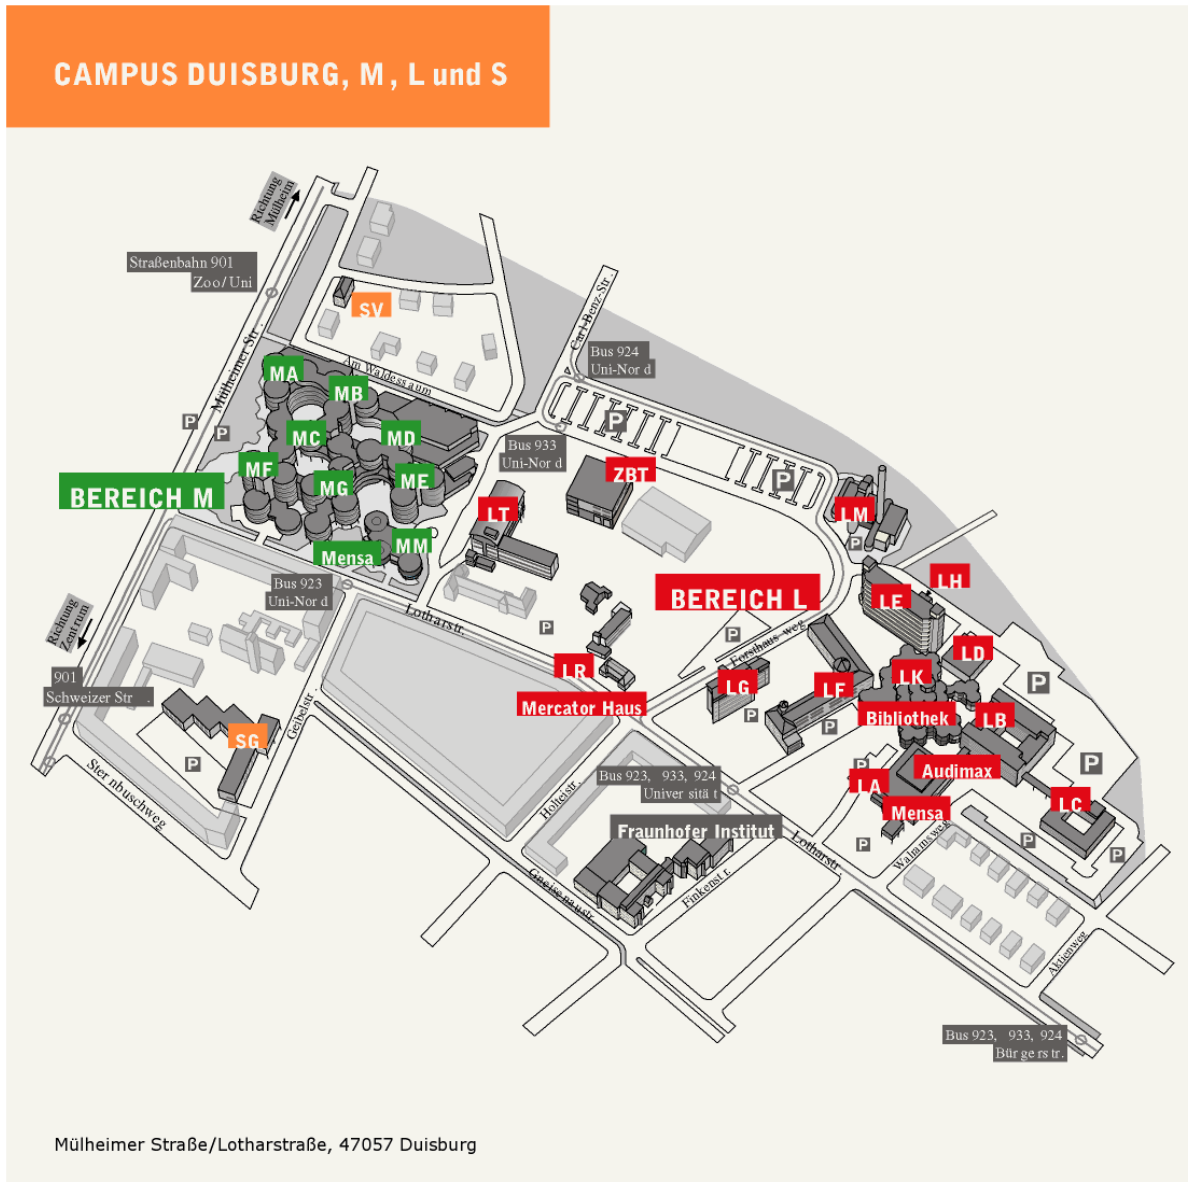 CAMPUS DUISBURG, M, L und S
Richtung
Mülheim
Straßenbahn 901
Zoo/Uni
SV
Mülheimer Str.
Am Waldessaum
Carl-Benz-Str.
Bus 924
Uni-Nord
MA
MB
MC
MD
MF
MG
ME
P
P
P
P
Bus 933
Uni-Nord
ZBT
BEREICH M
LT
LM
P
Mensa
MM
Bus 923
Uni-Nord
Lotharstr.
BEREICH L
LH
LE
Richtung
Zentrum
P
P
Forsthausweg
LR
LG
LF
LK
LD
P
901
Schweizer Str.
Mercator Haus
P
P
Bibliothek
LB
SG
Geibelstr.
P
Sternbuschweg
Bus 923, 933, 924
Universität
Holteistr.
P
LA
Audimax
P
Mensa
LC
Fraunhofer Institut
Lotharstr.
P
Walramsweg
P
P
Gneisenaustr.
Finkenstr.
Aktienweg
Bus 923, 933, 924
Bürgerstr.
Mülheimer Straße/Lotharstraße, 47057 Duisburg